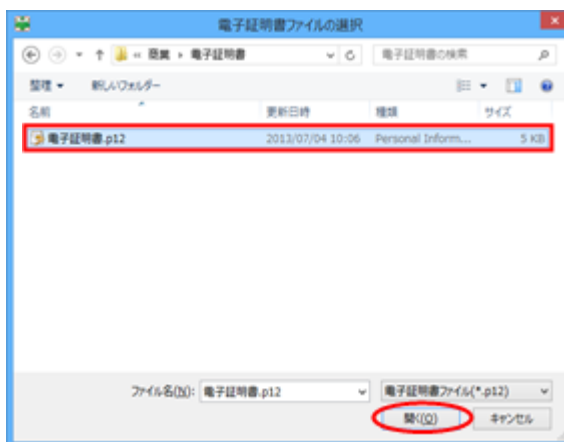 電子証明書ファイルの選択
« 商業 › 電子証明書
電子証明書の検索
整理
新しいフォルダー
名前 更新日時 種類 サイズ
電子証明書.p12 2013/07/04 10:06 Personal Inform... 5 KB
ファイル名(N): 電子証明書.p12 電子証明書ファイル(*.p12)
開く(O) キャンセル